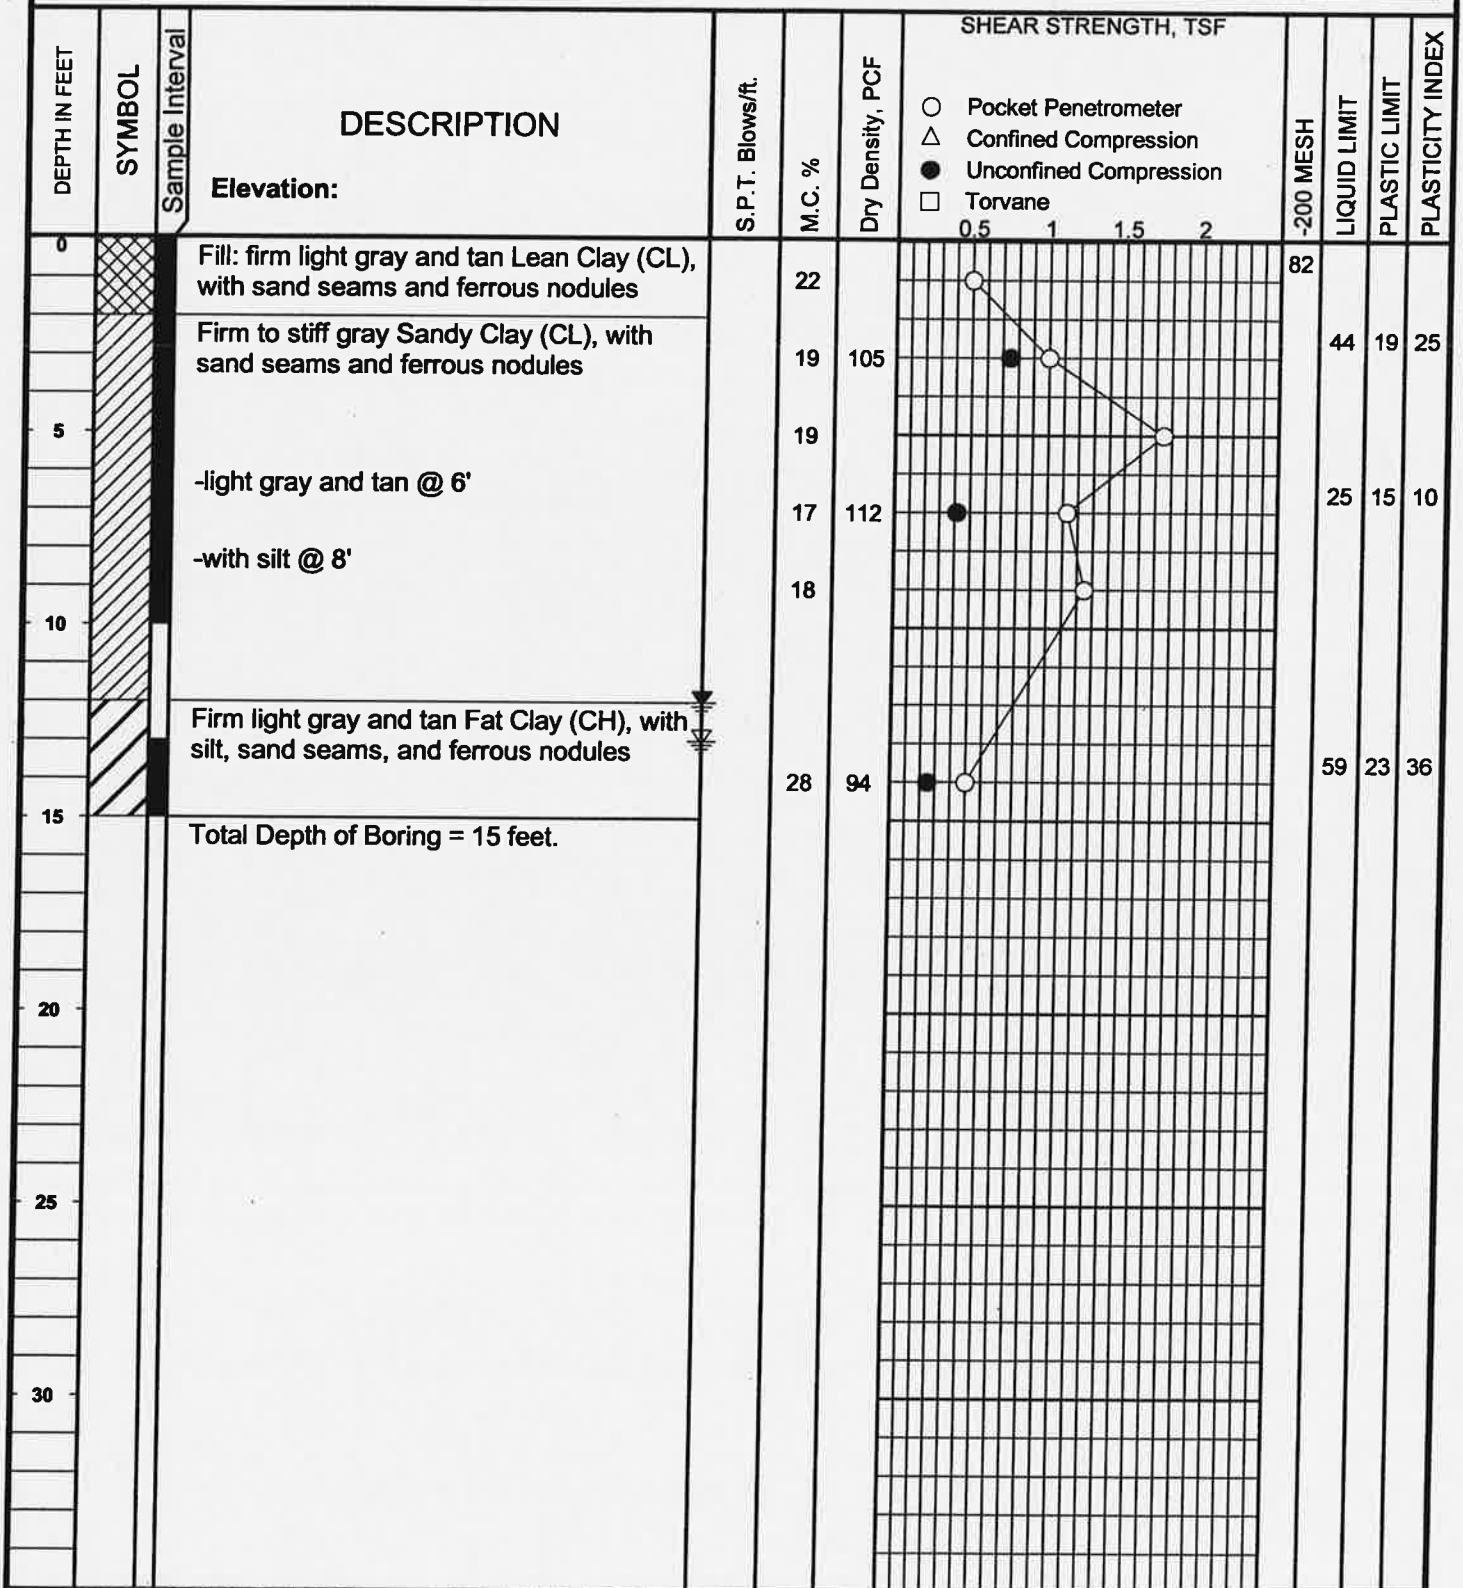 DEPTH IN FEET
SYMBOL
Sample Interval
DESCRIPTION
Elevation:
S.P.T. Blows/ft.
M.C. %
Dry Density, PCF
SHEAR STRENGTH, TSF
Pocket Penetrometer
Confined Compression
Unconfined Compression
Torvane
0.5 1 1.5 2
-200 MESH
LIQUID LIMIT
PLASTIC LIMIT
PLASTICITY INDEX
0
Fill: firm light gray and tan Lean Clay (CL),
with sand seams and ferrous nodules
22
82
Firm to stiff gray Sandy Clay (CL), with
sand seams and ferrous nodules
19 105
44 19 25
5
19
-light gray and tan @ 6'
17 112
25 15 10
-with silt @ 8'
18
10
Firm light gray and tan Fat Clay (CH), with
silt, sand seams, and ferrous nodules
28 94
59 23 36
15
Total Depth of Boring = 15 feet.
20
25
30